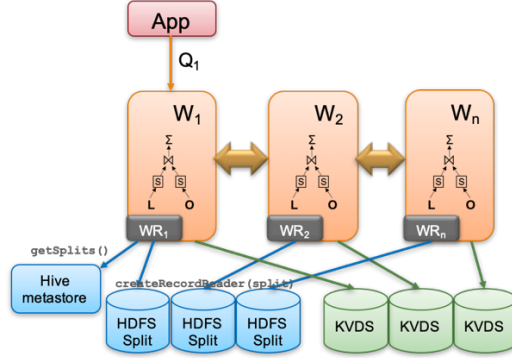 App
Q1
W1
W2
Wn
Σ
Σ
Σ
⋈
⋈
⋈
S S
S S
S S
L O
L O
L O
WR1
WR2
WRn
getSplits()
Hive
metastore
createRecordReader(split)
HDFS
Split
HDFS
Split
HDFS
Split
KVDS
KVDS
KVDS